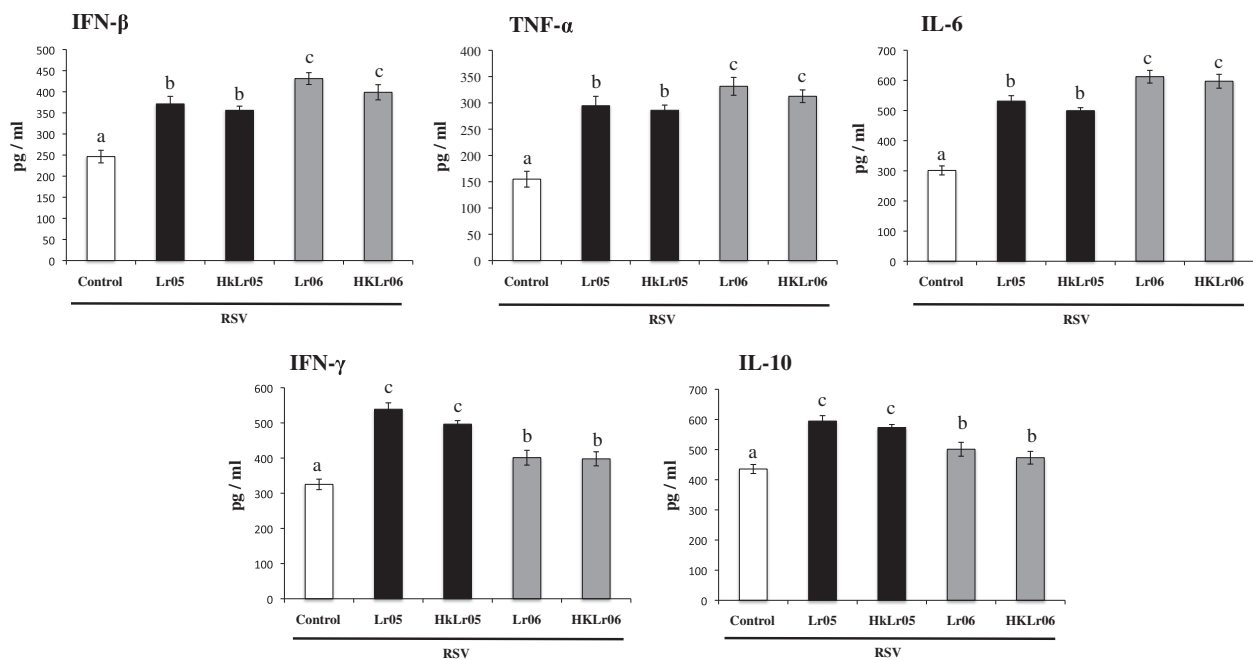 IFN-β
pg / ml
500
450
400
350
300
250
200
150
100
50
0
a
b
b
c
c
Control Lr05 HkLr05 Lr06 HKLr06
RSV
TNF-α
pg / ml
400
350
300
250
200
150
100
50
0
a
b
b
c
c
Control Lr05 HkLr05 Lr06 HKLr06
RSV
IL-6
pg / ml
700
600
500
400
300
200
100
0
a
b
b
c
c
Control Lr05 HkLr05 Lr06 HKLr06
RSV
IFN-γ
pg / ml
600
500
400
300
200
100
0
a
c
c
b
b
Control Lr05 HkLr05 Lr06 HKLr06
RSV
IL-10
pg / ml
700
600
500
400
300
200
100
0
a
c
c
b
b
Control Lr05 HkLr05 Lr06 HKLr06
RSV